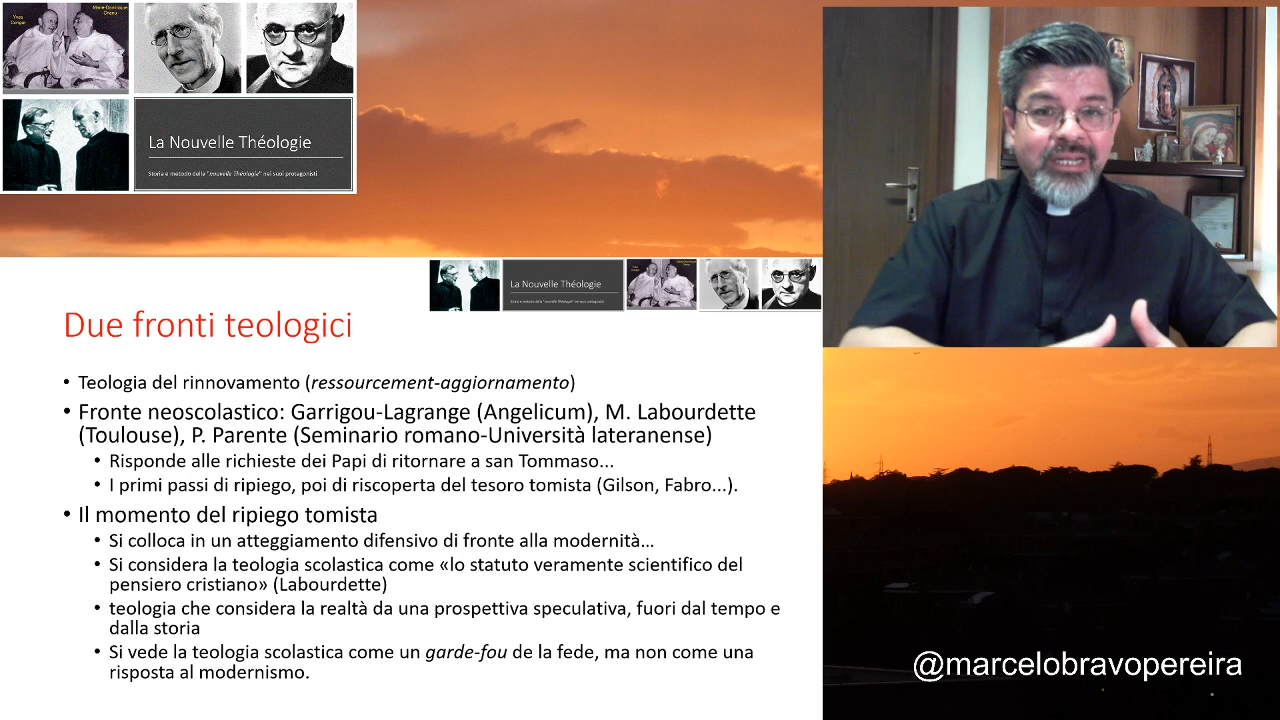 Yves
Congar
Marie-Dominique
Chenu
La Nouvelle Théologie
Storia e metodo della "nouvelle Théologie" nei suoi protagonisti
La Nouvelle Théologie
Due fronti teologici
• Teologia del rinnovamento (ressourcement-aggiornamento)
• Fronte neoscolastico: Garrigou-Lagrange (Angelicum), M. Labourdette
(Toulouse), P. Parente (Seminario romano-Università lateranense)
• Risponde alle richieste dei Papi di ritornare a san Tommaso...
• I primi passi di ripiego, poi di riscoperta del tesoro tomista (Gilson, Fabro...).
• Il momento del ripiego tomista
• Si colloca in un atteggiamento difensivo di fronte alla modernità...
• Si considera la teologia scolastica come «lo statuto veramente scientifico del
pensiero cristiano» (Labourdette)
• teologia che considera la realtà da una prospettiva speculativa, fuori dal tempo e
dalla storia
• Si vede la teologia scolastica come un garde-fou de la fede, ma non come una
risposta al modernismo.
@marcelobravopereira